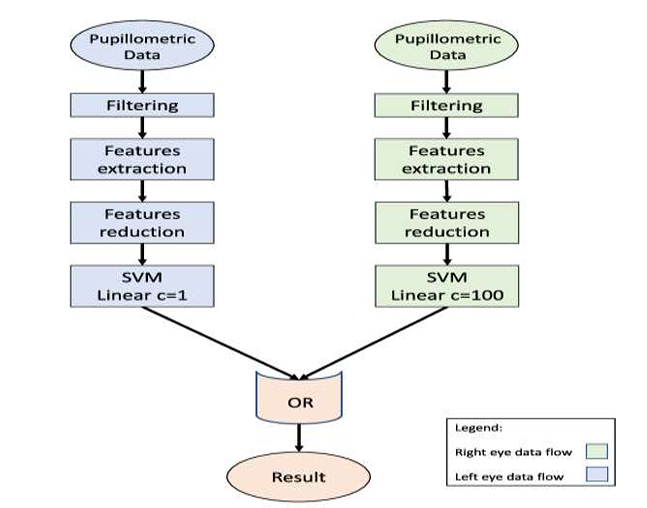 Pupillometric
Data
Filtering
Features
extraction
Features
reduction
SVM
Linear c=1
Pupillometric
Data
Filtering
Features
extraction
Features
reduction
SVM
Linear c=100
OR
Result
Legend:
Right eye data flow
Left eye data flow